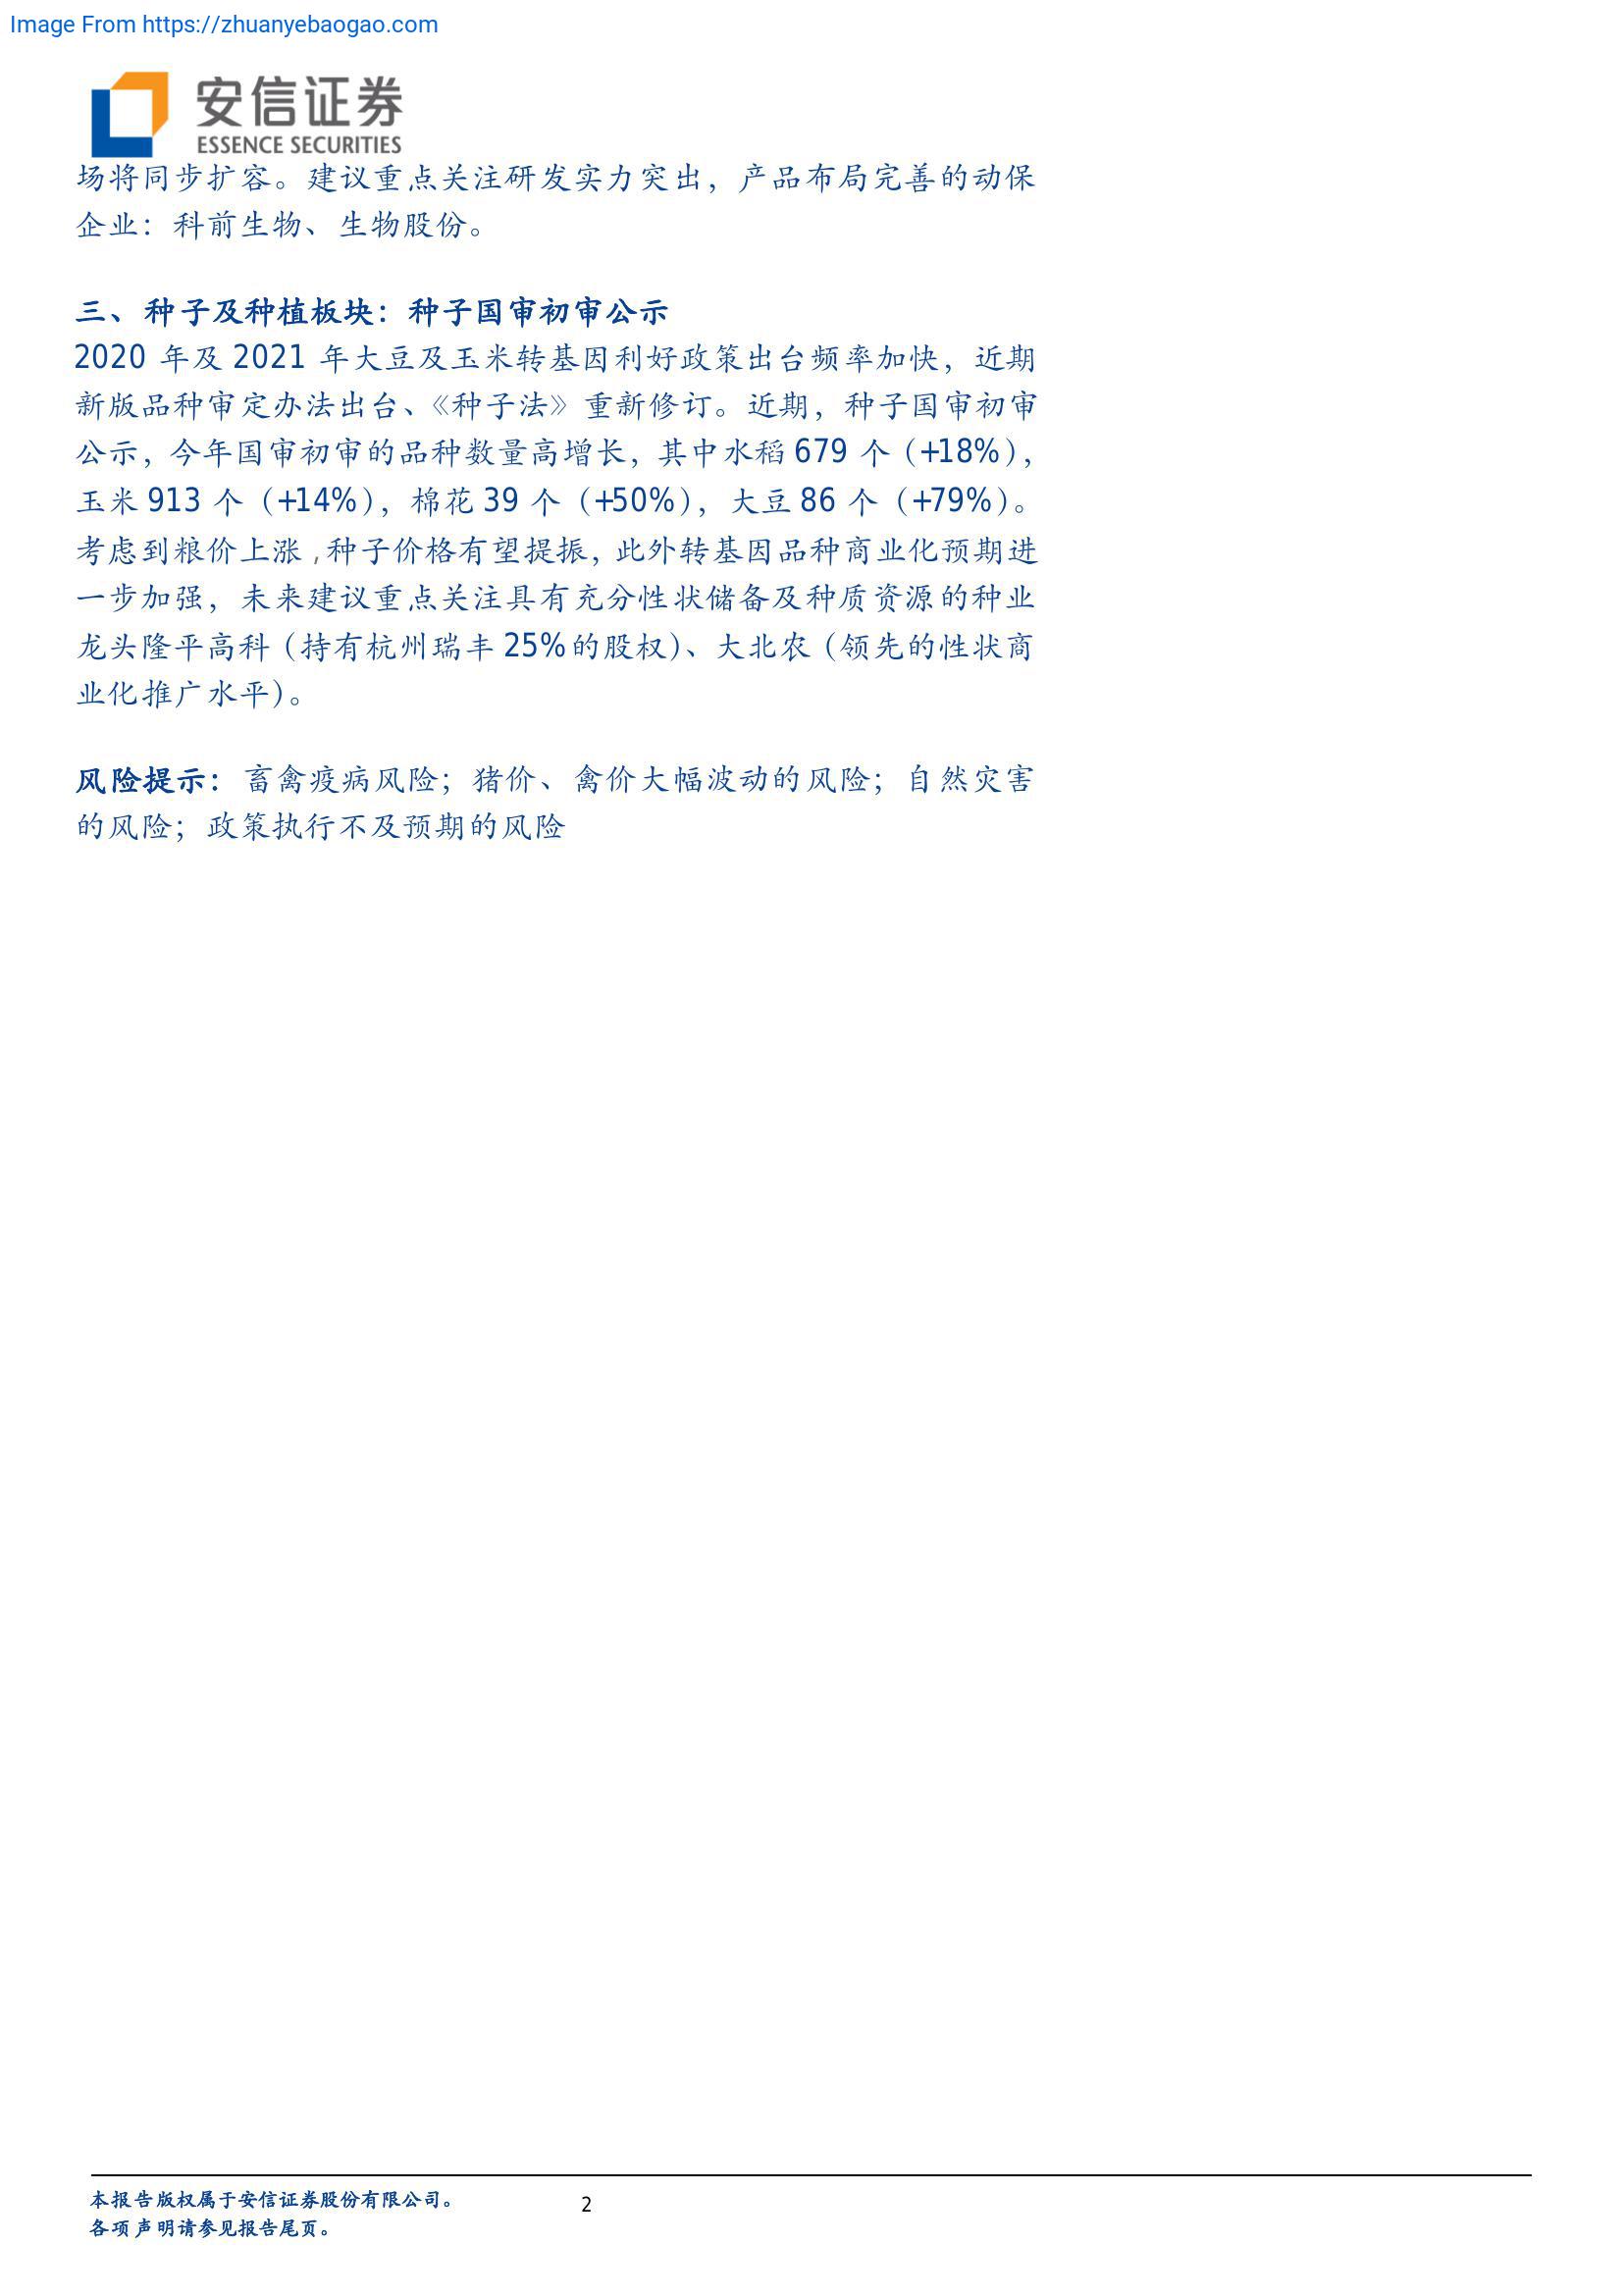 Image From https://zhuanyebaogao.com
安信证券
ESSENCE SECURITIES
场将同步扩容。建议重点关注研发实力突出，产品布局完善的动保
企业：科前生物、生物股份。
三、种子及种植板块：种子国审初审公示
2020 年及 2021 年大豆及玉米转基因利好政策出台频率加快，近期
新版品种审定办法出台、《种子法》重新修订。近期，种子国审初审
公示，今年国审初审的品种数量高增长，其中水稻 679 个（+18%），
玉米 913 个（+14%），棉花 39 个（+50%），大豆 86 个（+79%）。
考虑到粮价上涨,种子价格有望提振，此外转基因品种商业化预期进
一步加强，未来建议重点关注具有充分性状储备及种质资源的种业
龙头隆平高科（持有杭州瑞丰 25%的股权）、大北农（领先的性状商
业化推广水平）。
风险提示：畜禽疫病风险；猪价、禽价大幅波动的风险；自然灾害
的风险；政策执行不及预期的风险
本报告版权属于安信证券股份有限公司。
2
各项声明请参见报告尾页。